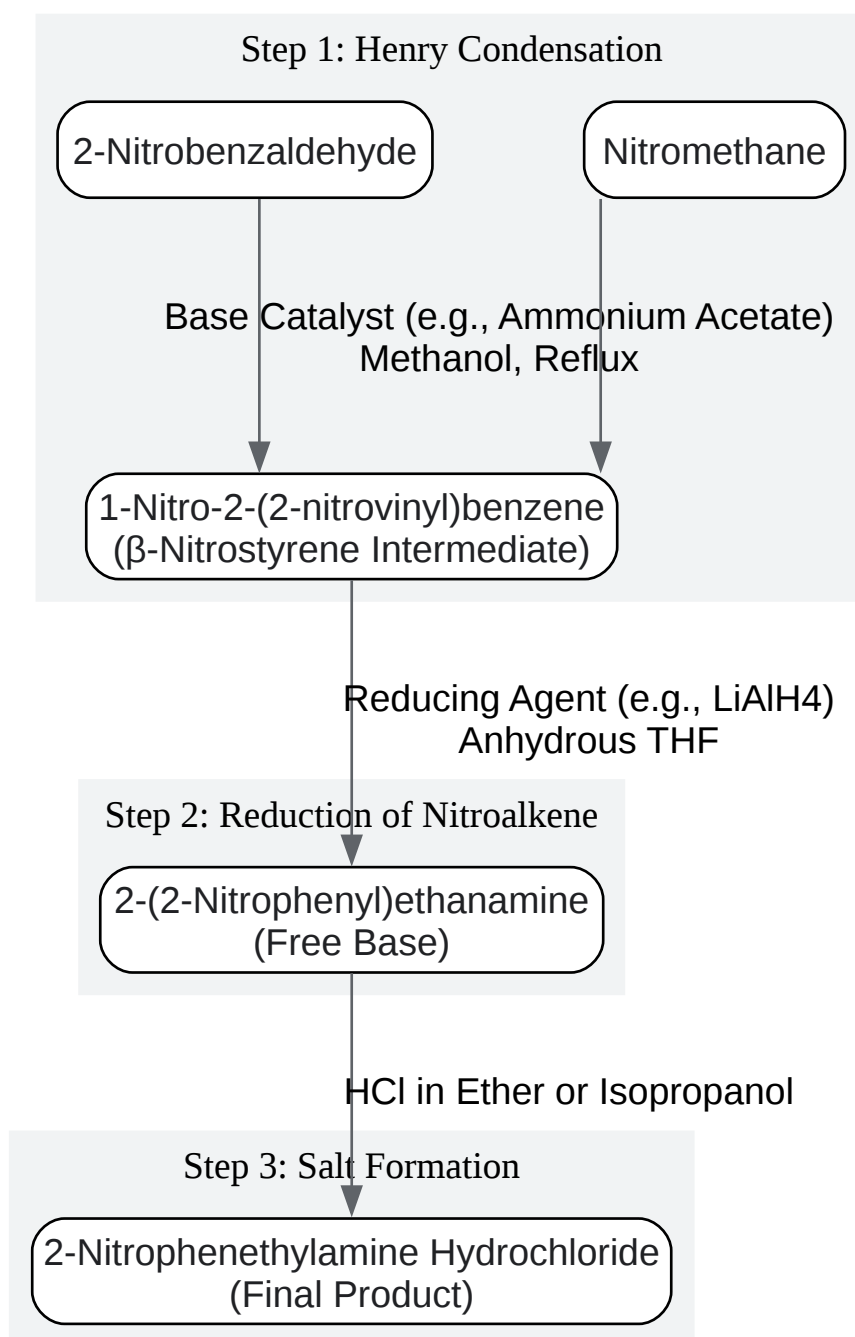 Step 1: Henry Condensation
2-Nitrobenzaldehyde
Nitromethane
Base Catalyst (e.g., Ammonium Acetate)
Methanol, Reflux
1-Nitro-2-(2-nitrovinyl)benzene
(β-Nitrostyrene Intermediate)
Reducing Agent (e.g., LiAlH4)
Anhydrous THF
Step 2: Reduction of Nitroalkene
2-(2-Nitrophenyl)ethanamine
(Free Base)
HCl in Ether or Isopropanol
Step 3: Salt Formation
2-Nitrophenethylamine Hydrochloride
(Final Product)